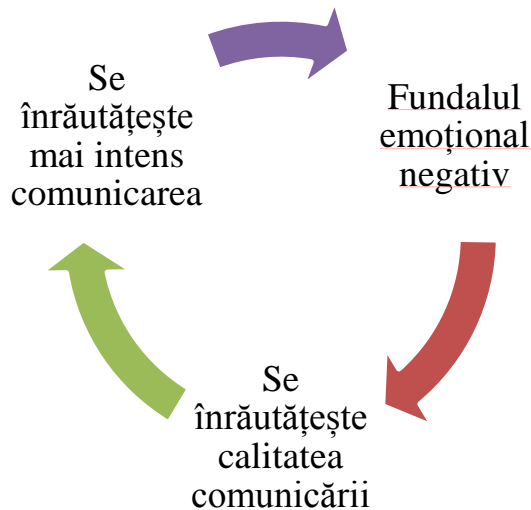 Se
înrăutățește
mai intens
comunicarea
Fundalul
emoțional
negativ
Se
înrăutățește
calitatea
comunicării